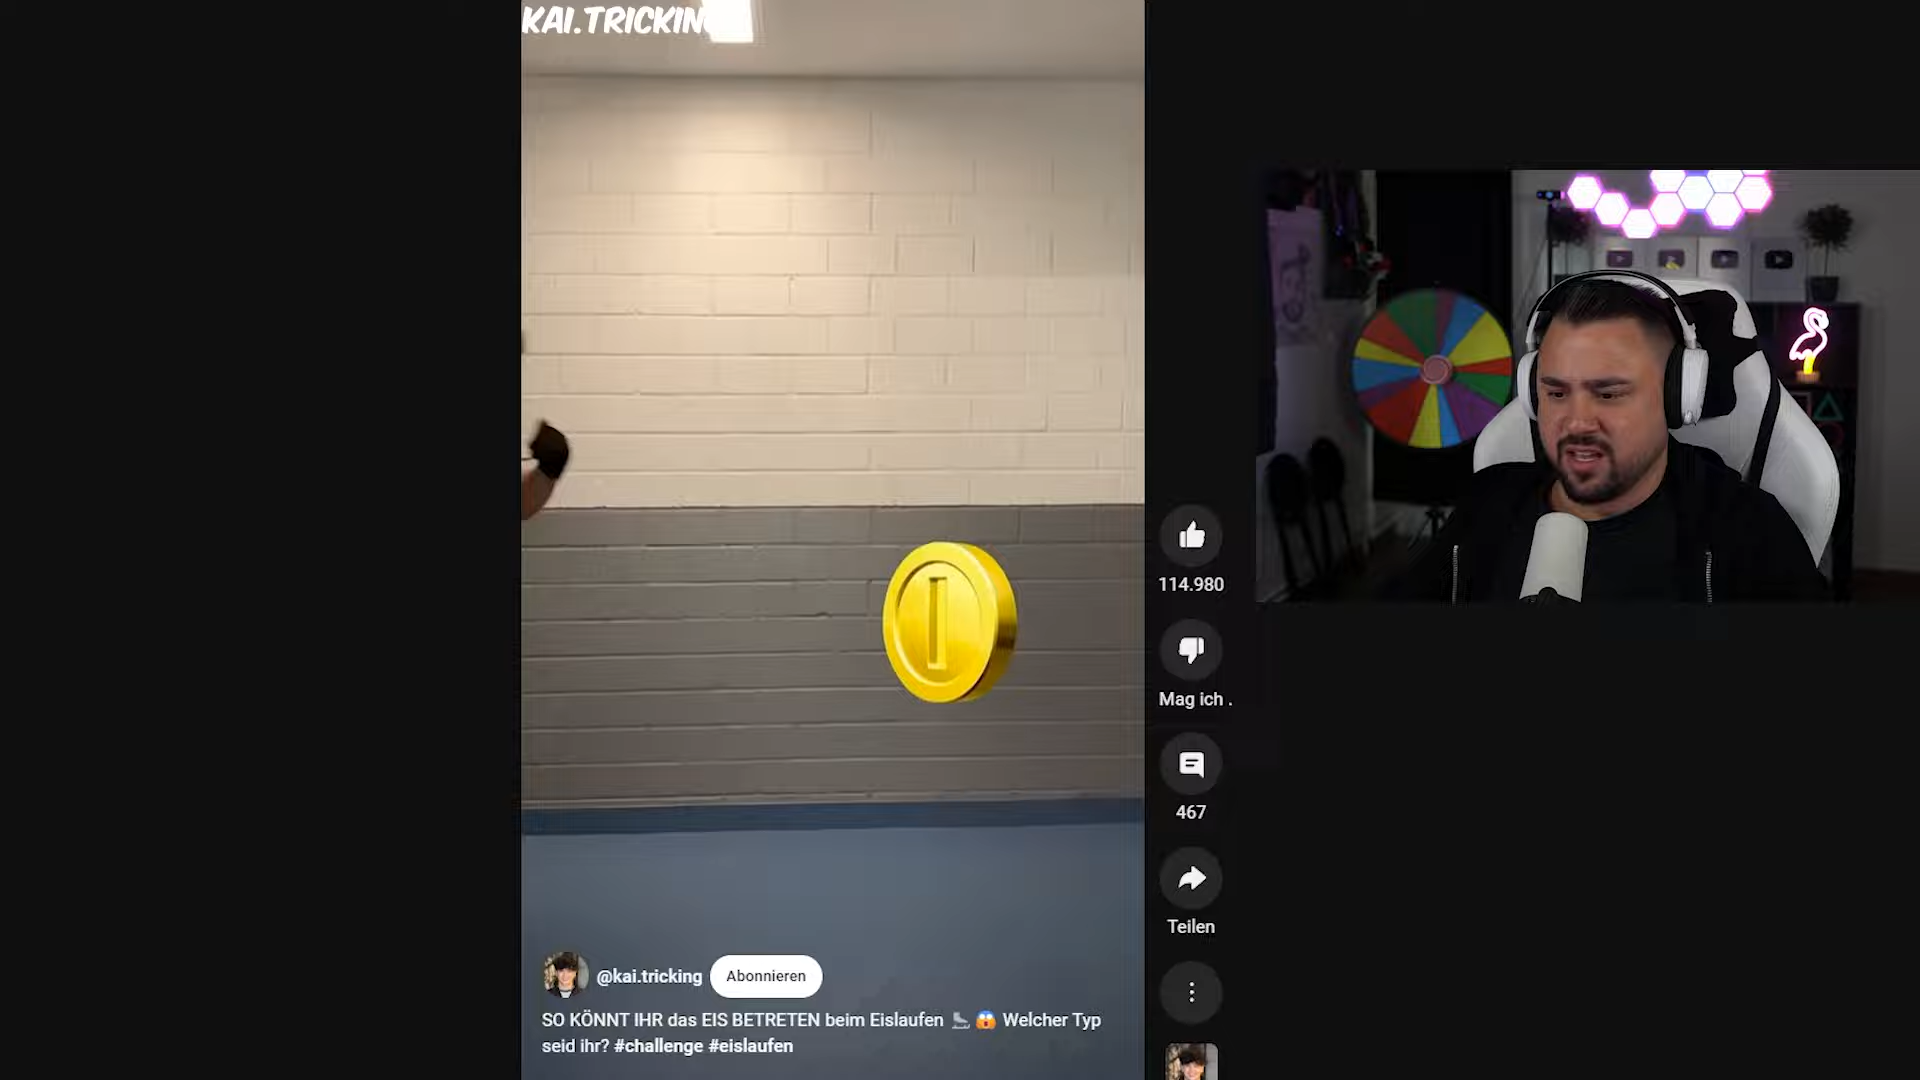 KAI.TRICKING
114.980
Mag ich .
467
Teilen
@kai.tricking Abonnieren
SO KÖNNT IHR das EIS BETRETEN beim Eislaufen ⛸️ 😱 Welcher Typ
seid ihr? #challenge #eislaufen